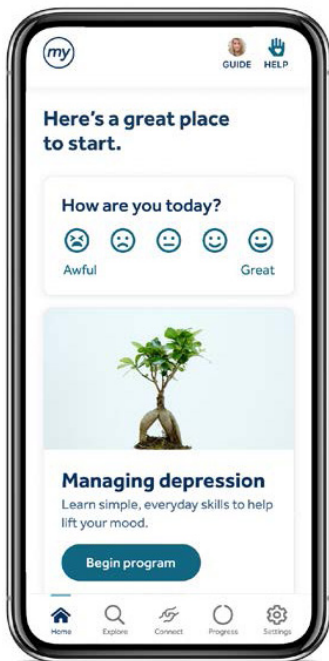 my
GUIDE HELP
Here's a great place
to start.
How are you today?
Awful Great
Managing depression
Learn simple, everyday skills to help
lift your mood.
Begin program
Home Explore Connect Progress Settings